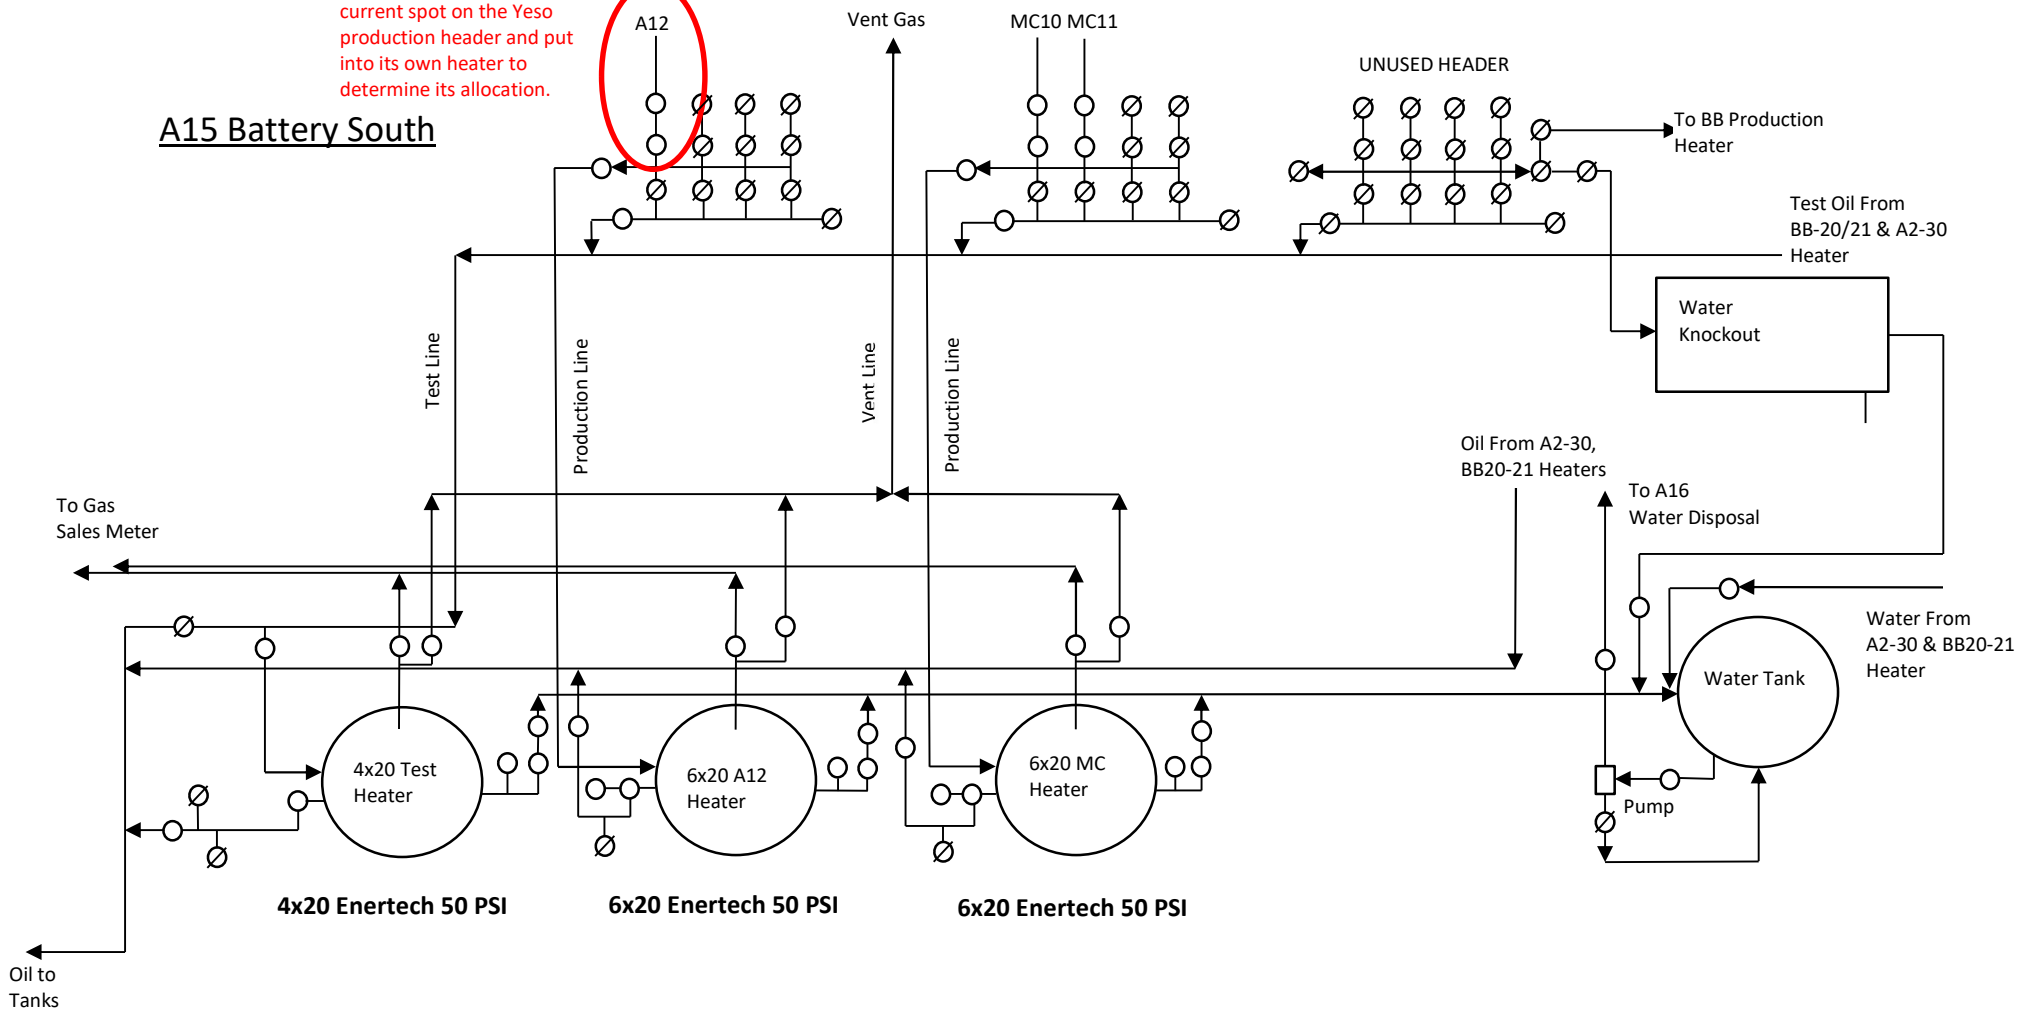 current spot on the Yeso
production header and put
into its own heater to
determine its allocation.
A12
Vent Gas
MC10 MC11
UNUSED HEADER
A15 Battery South
To BB Production
Heater
Test Oil From
BB-20/21 & A2-30
Heater
Water
Knockout
Test Line
Production Line
Vent Line
Production Line
Oil From A2-30,
BB20-21 Heaters
To Gas
Sales Meter
To A16
Water Disposal
Water From
A2-30 & BB20-21
Heater
Water Tank
4x20 Test
Heater
6x20 A12
Heater
6x20 MC
Heater
Pump
4x20 Enertech 50 PSI
6x20 Enertech 50 PSI
6x20 Enertech 50 PSI
Oil to
Tanks